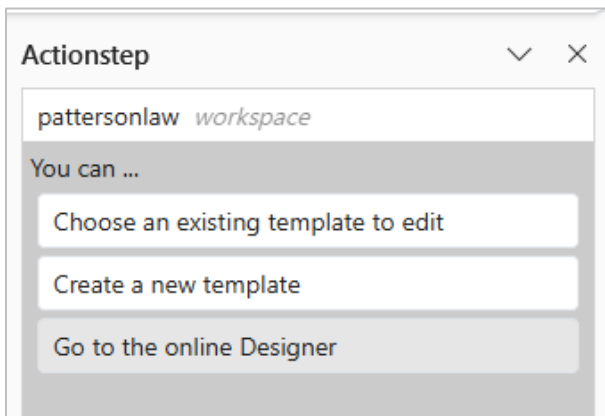 Actionstep
pattersonlaw workspace
You can ...
Choose an existing template to edit
Create a new template
Go to the online Designer